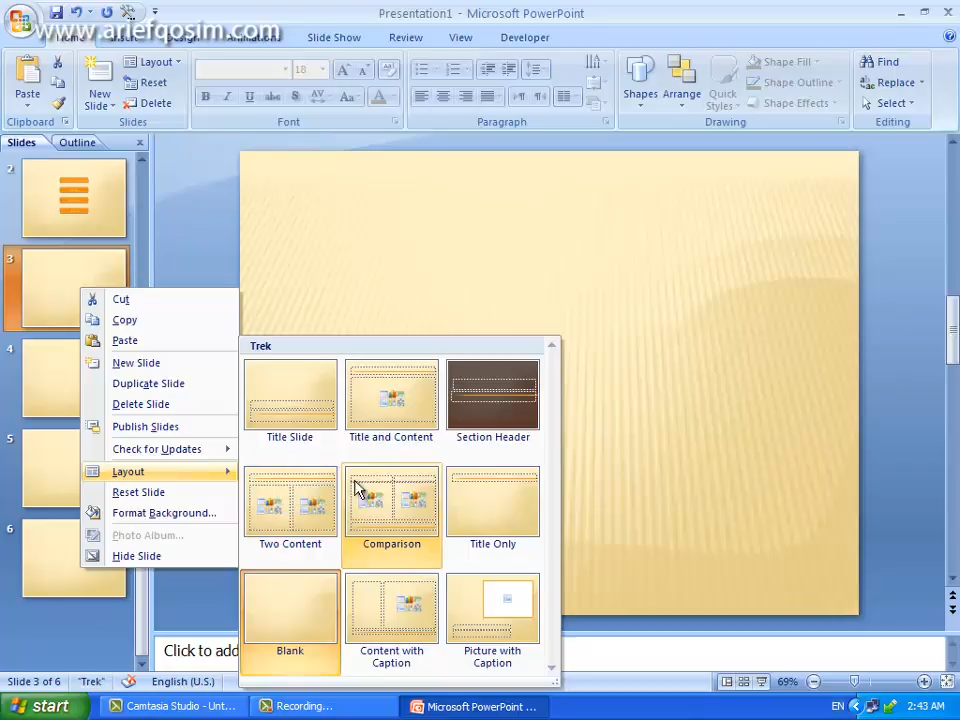 Presentation1 - Microsoft PowerPoint
www.ariefqosim.com
Slide Show
Review
View
Developer
Paste
New
Slide
Layout
Reset
Delete
18
B I U abc S AV Aa A
Shapes
Arrange
Quick
Styles
Shape Fill
Shape Outline
Shape Effects
Find
Replace
Select
Clipboard
Slides
Font
Paragraph
Drawing
Editing
Slides
Outline
2
3
4
5
6
Cut
Copy
Paste
New Slide
Duplicate Slide
Delete Slide
Publish Slides
Check for Updates
Layout
Reset Slide
Format Background...
Photo Album...
Hide Slide
Trek
Title Slide
Title and Content
Section Header
Two Content
Comparison
Title Only
Blank
Content with
Caption
Picture with
Caption
Click to add
Slide 3 of 6
"Trek"
English (U.S.)
69%
start
Camtasia Studio - Unt...
Recording...
Microsoft PowerPoint ...
EN
2:43 AM